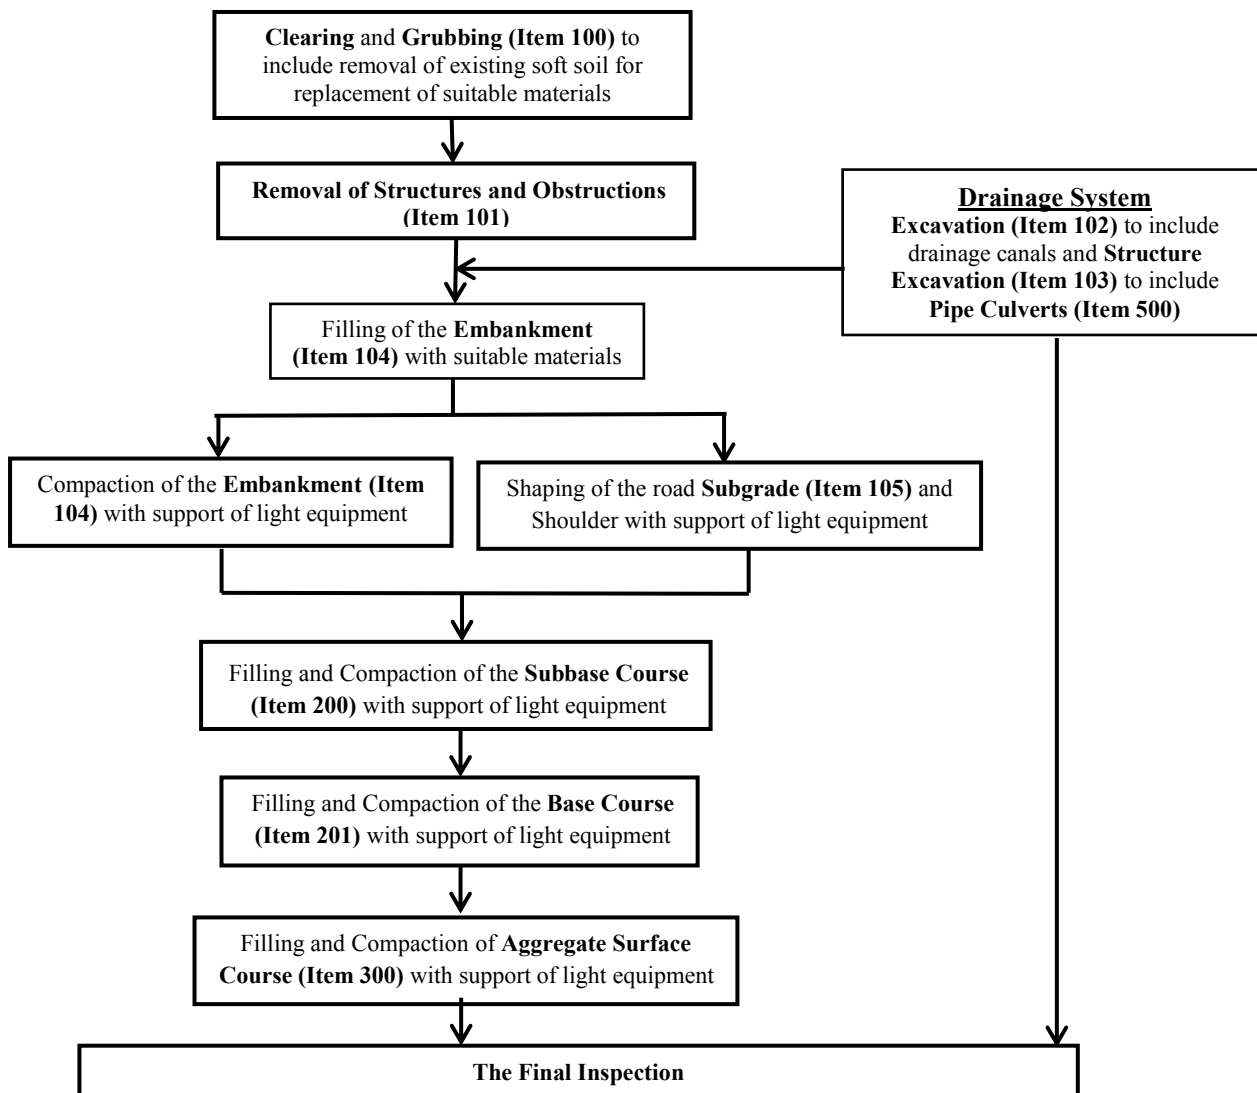 Clearing and Grubbing (Item 100) to
include removal of existing soft soil for
replacement of suitable materials
Removal of Structures and Obstructions
(Item 101)
Drainage System
Excavation (Item 102) to include
drainage canals and Structure
Excavation (Item 103) to include
Pipe Culverts (Item 500)
Filling of the Embankment
(Item 104) with suitable materials
Compaction of the Embankment (Item
104) with support of light equipment
Shaping of the road Subgrade (Item 105) and
Shoulder with support of light equipment
Filling and Compaction of the Subbase Course
(Item 200) with support of light equipment
Filling and Compaction of the Base Course
(Item 201) with support of light equipment
Filling and Compaction of Aggregate Surface
Course (Item 300) with support of light equipment
The Final Inspection